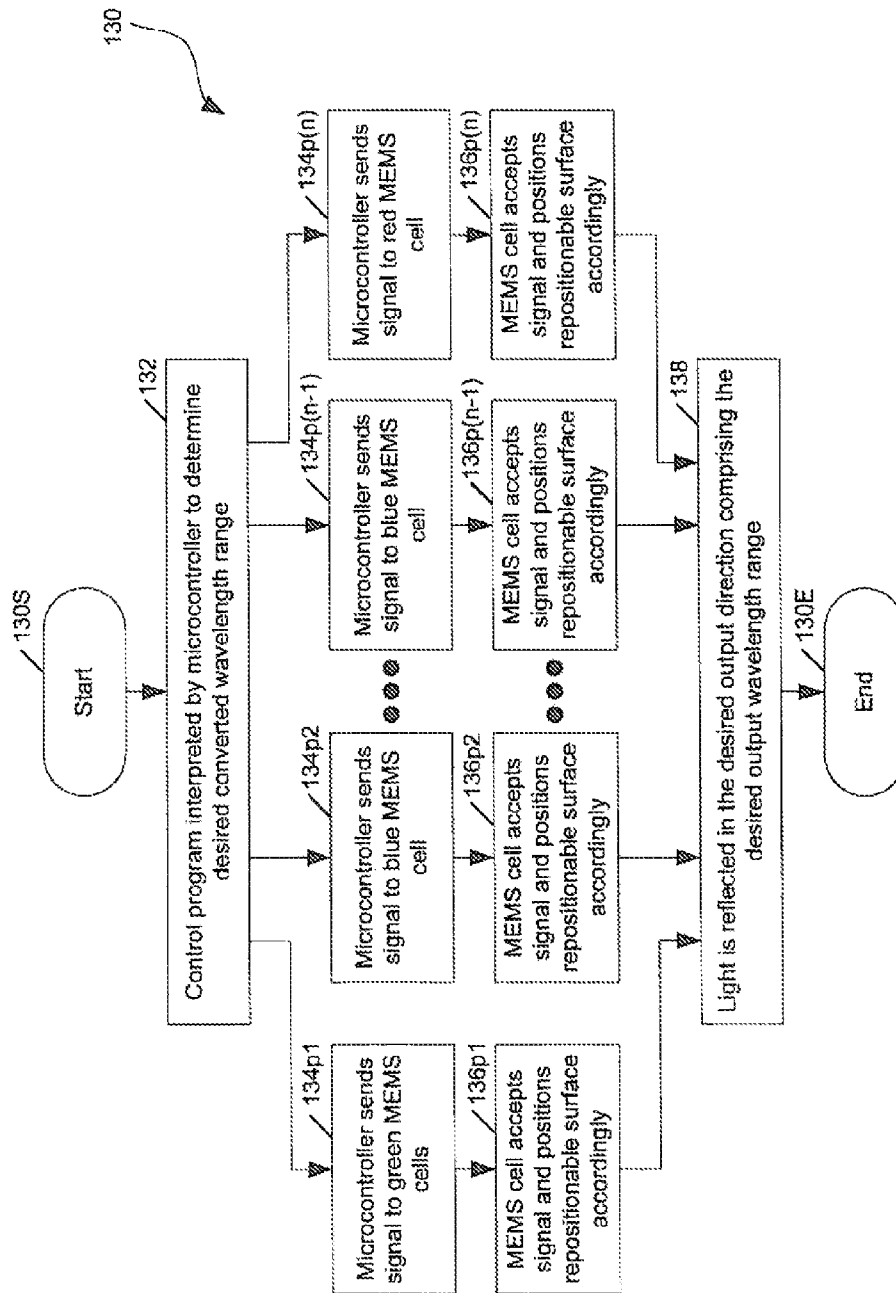 130
130S
Start
132
Control program interpreted by microcontroller to determine
desired converted wavelength range
134p1
Microcontroller sends
signal to green MEMS
cells
134p2
Microcontroller sends
signal to blue MEMS
cell
134p(n-1)
Microcontroller sends
signal to blue MEMS
cell
134p(n)
Microcontroller sends
signal to red MEMS
cell
136p1
MEMS cell accepts
signal and positions
repositionable surface
accordingly
136p2
MEMS cell accepts
signal and positions
repositionable surface
accordingly
136p(n-1)
MEMS cell accepts
signal and positions
repositionable surface
accordingly
136p(n)
MEMS cell accepts
signal and positions
repositionable surface
accordingly
138
Light is reflected in the desired output direction comprising the
desired output wavelength range
130E
End